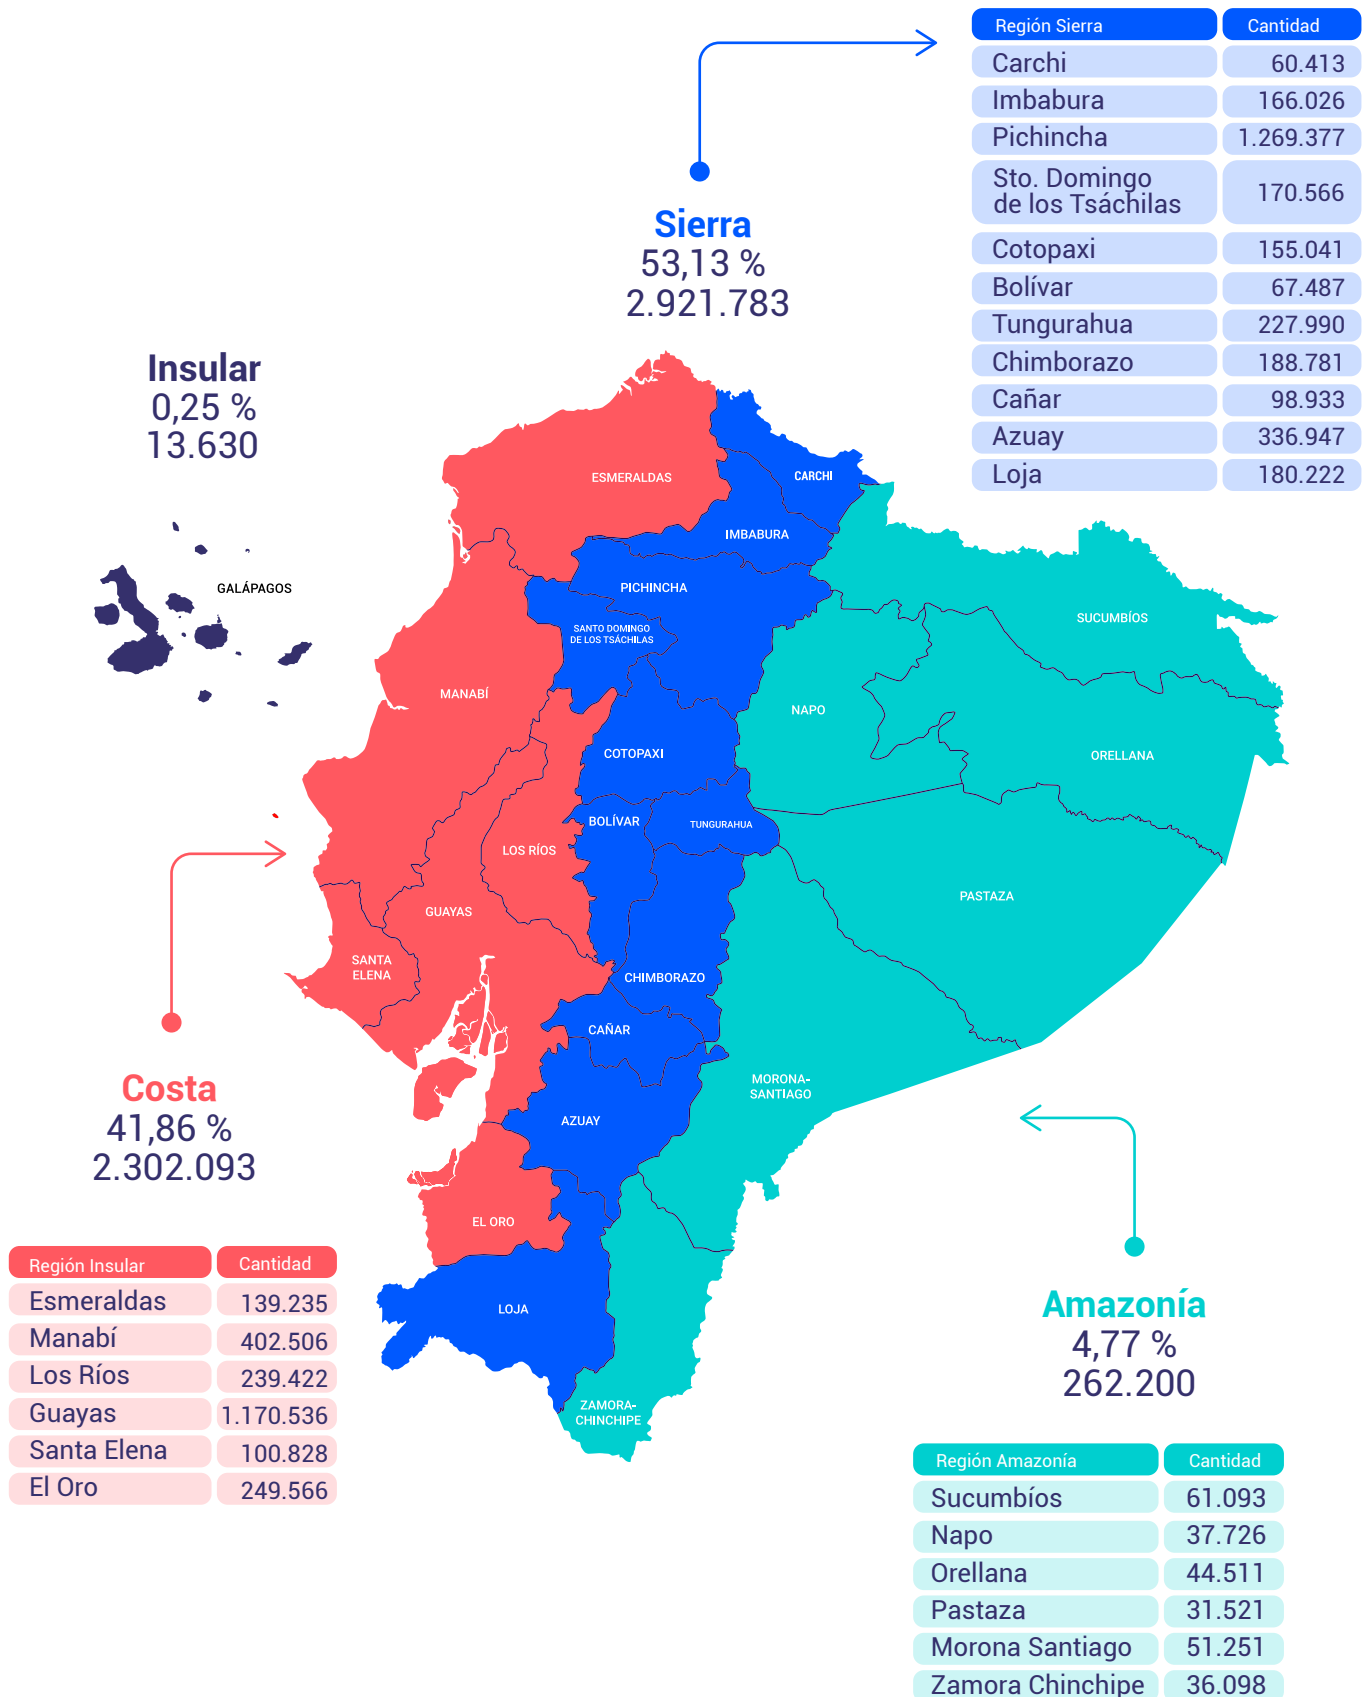 Región Sierra Cantidad
Carchi 60.413
Imbabura 166.026
Pichincha 1.269.377
Sto. Domingo
de los Tsáchilas 170.566
Cotopaxi 155.041
Bolívar 67.487
Tungurahua 227.990
Chimborazo 188.781
Cañar 98.933
Azuay 336.947
Loja 180.222
Sierra
53,13 %
2.921.783
Insular
0,25 %
13.630
GALÁPAGOS
ESMERALDAS
CARCHI
IMBABURA
PICHINCHA
SANTO DOMINGO
DE LOS TSÁCHILAS
SUCUMBÍOS
MANABÍ
NAPO
COTOPAXI
ORELLANA
BOLÍVAR
TUNGURAHUA
LOS RÍOS
PASTAZA
GUAYAS
SANTA
ELENA
CHIMBORAZO
CAÑAR
MORONA-
SANTIAGO
AZUAY
EL ORO
LOJA
ZAMORA-
CHINCHIPE
Costa
41,86 %
2.302.093
Región Insular Cantidad
Esmeraldas 139.235
Manabí 402.506
Los Ríos 239.422
Guayas 1.170.536
Santa Elena 100.828
El Oro 249.566
Amazonía
4,77 %
262.200
Región Amazonía Cantidad
Sucumbíos 61.093
Napo 37.726
Orellana 44.511
Pastaza 31.521
Morona Santiago 51.251
Zamora Chinchipe 36.098